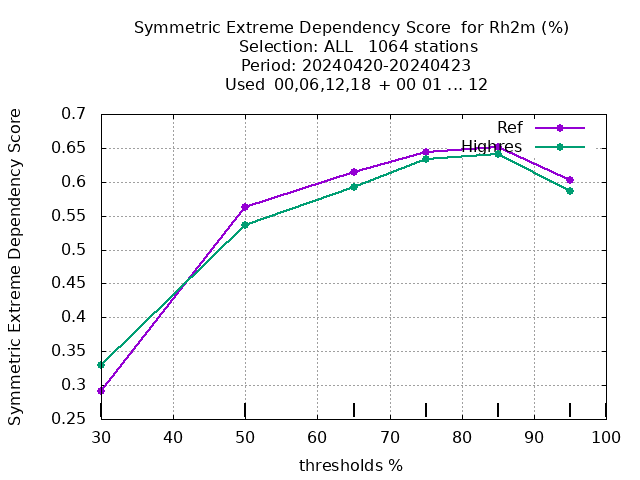 Symmetric Extreme Dependency Score  for Rh2m (%)
Selection: ALL   1064 stations
Period: 20240420-20240423
Used  00,06,12,18  + 00 01 ... 12
Symmetric Extreme Dependency Score
0.7
0.65
0.6
0.55
0.5
0.45
0.4
0.35
0.3
0.25
Ref
Highres
30 40 50 60 70 80 90 100
thresholds %